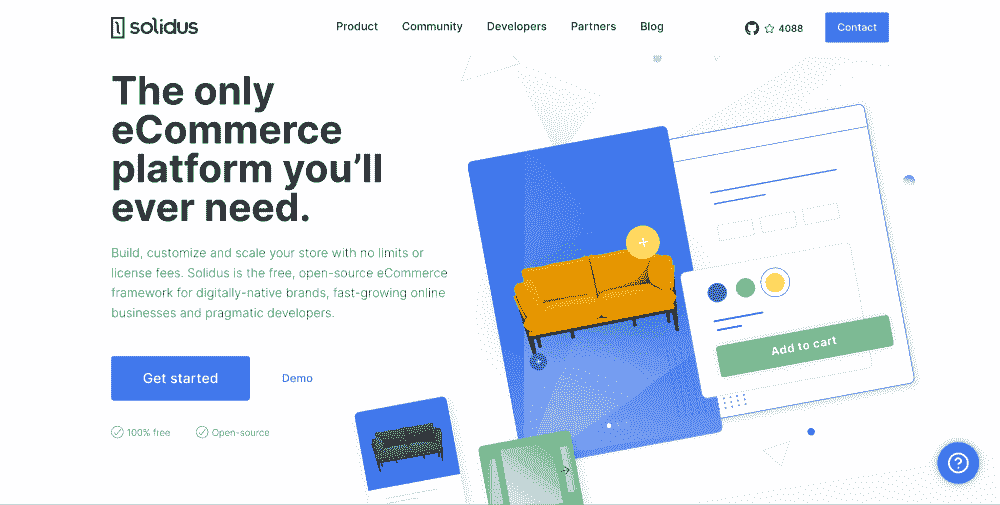 solidus
Product Community Developers Partners Blog
4088
Contact
The only
eCommerce
platform you’ll
ever need.
Build, customize and scale your store with no limits or
license fees. Solidus is the free, open-source eCommerce
framework for digitally-native brands, fast-growing online
businesses and pragmatic developers.
Get started
Demo
100% free
Open-source
Add to cart